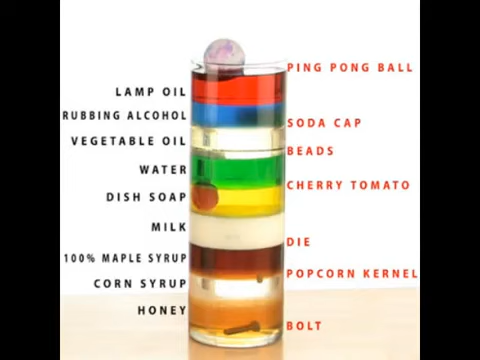 PING PONG BALL
LAMP OIL
RUBBING ALCOHOL
SODA CAP
VEGETABLE OIL
BEADS
WATER
CHERRY TOMATO
DISH SOAP
MILK
DIE
100% MAPLE SYRUP
POPCORN KERNEL
CORN SYRUP
HONEY
BOLT